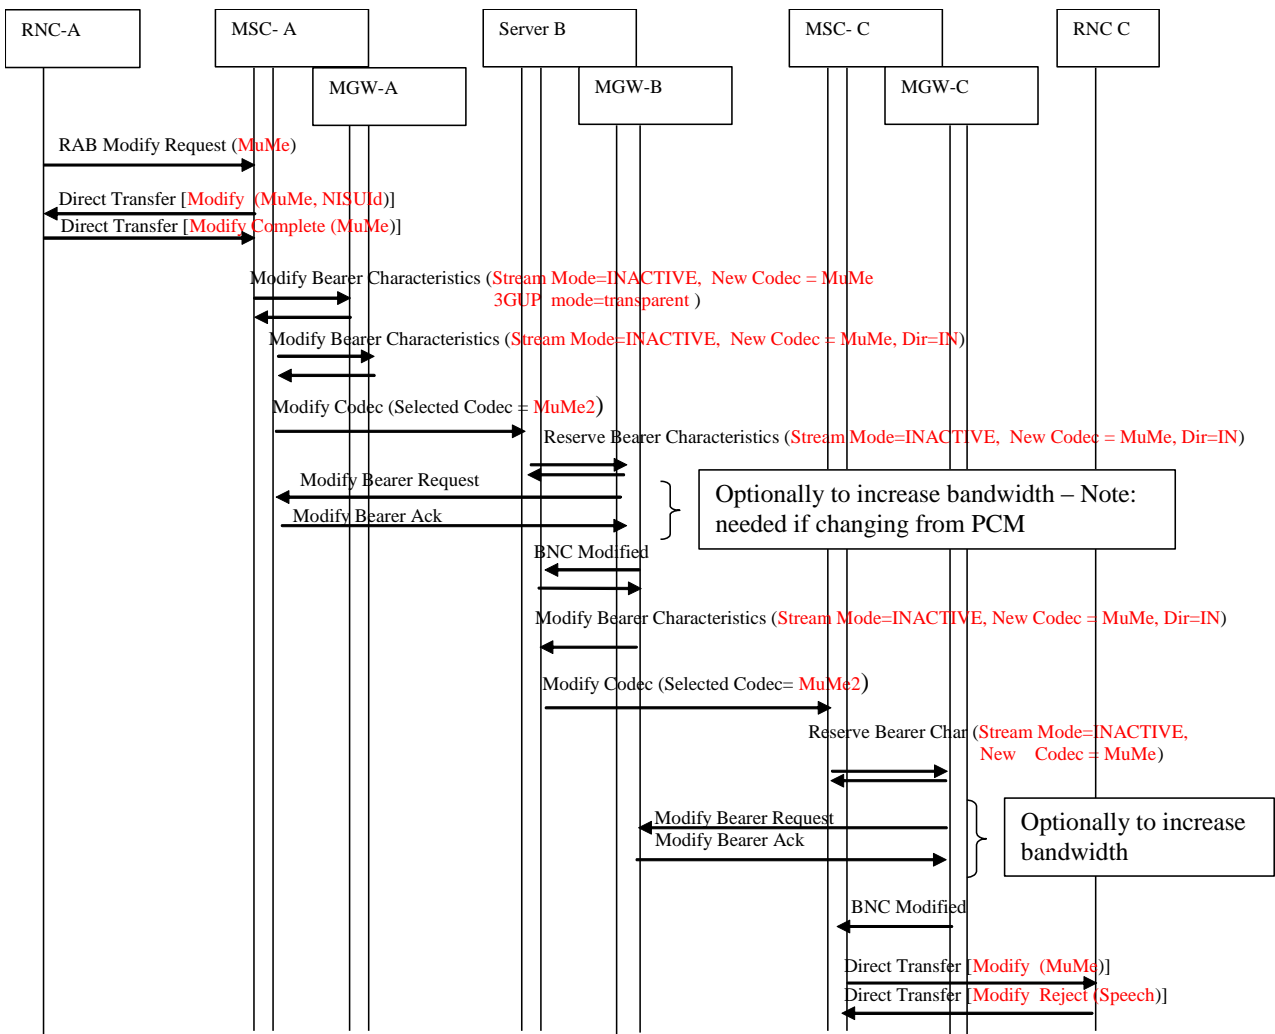 RNC-A
MSC- A
Server B
MSC- C
RNC C
MGW-A
MGW-B
MGW-C
RAB Modify Request (MuMe)
Direct Transfer [Modify (MuMe, NISUId)]
Direct Transfer [Modify Complete (MuMe)]
Modify Bearer Characteristics (Stream Mode=INACTIVE, New Codec = MuMe
3GUP mode=transparent )
Modify Bearer Characteristics (Stream Mode=INACTIVE, New Codec = MuMe, Dir=IN)
Modify Codec (Selected Codec = MuMe2)
Reserve Bearer Characteristics (Stream Mode=INACTIVE, New Codec = MuMe, Dir=IN)
Modify Bearer Request
Optionally to increase bandwidth – Note:
needed if changing from PCM
Modify Bearer Ack
BNC Modified
Modify Bearer Characteristics (Stream Mode=INACTIVE, New Codec = MuMe, Dir=IN)
Modify Codec (Selected Codec= MuMe2)
Reserve Bearer Char (Stream Mode=INACTIVE,
New Codec = MuMe)
Modify Bearer Request
Modify Bearer Ack
Optionally to increase
bandwidth
BNC Modified
Direct Transfer [Modify (MuMe)]
Direct Transfer [Modify Reject (Speech)]